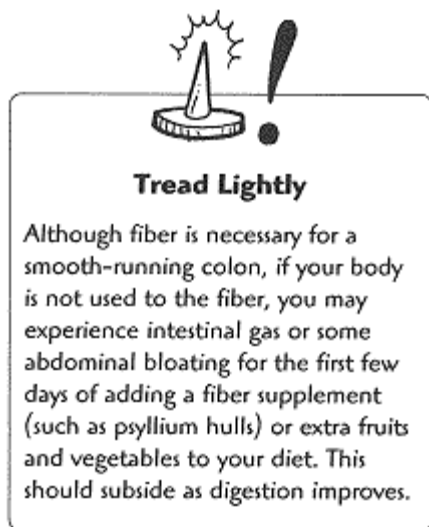 Tread Lightly
Although fiber is necessary for a
smooth-running colon, if your body
is not used to the fiber, you may
experience intestinal gas or some
abdominal bloating for the first few
days of adding a fiber supplement
(such as psyllium hulls) or extra fruits
and vegetables to your diet. This
should subside as digestion improves.